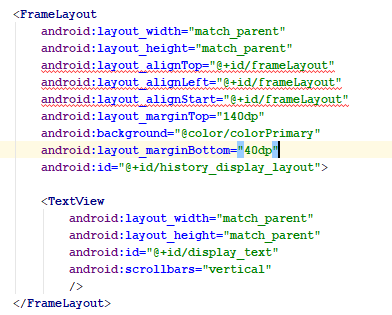 <FrameLayout
android:layout_width="match_parent"
android:layout_height="match_parent"
android:layout_alignTop="@+id/frameLayout"
android:layout_alignLeft="@+id/frameLayout"
android:layout_alignStart="@+id/frameLayout"
android:layout_marginTop="140dp"
android:background="@color/colorPrimary"
android:layout_marginBottom="40dp"
android:id="@+id/history_display_layout">
<TextView
android:layout_width="match_parent"
android:layout_height="match_parent"
android:id="@+id/display_text"
android:scrollbars="vertical"
/>
</FrameLayout>